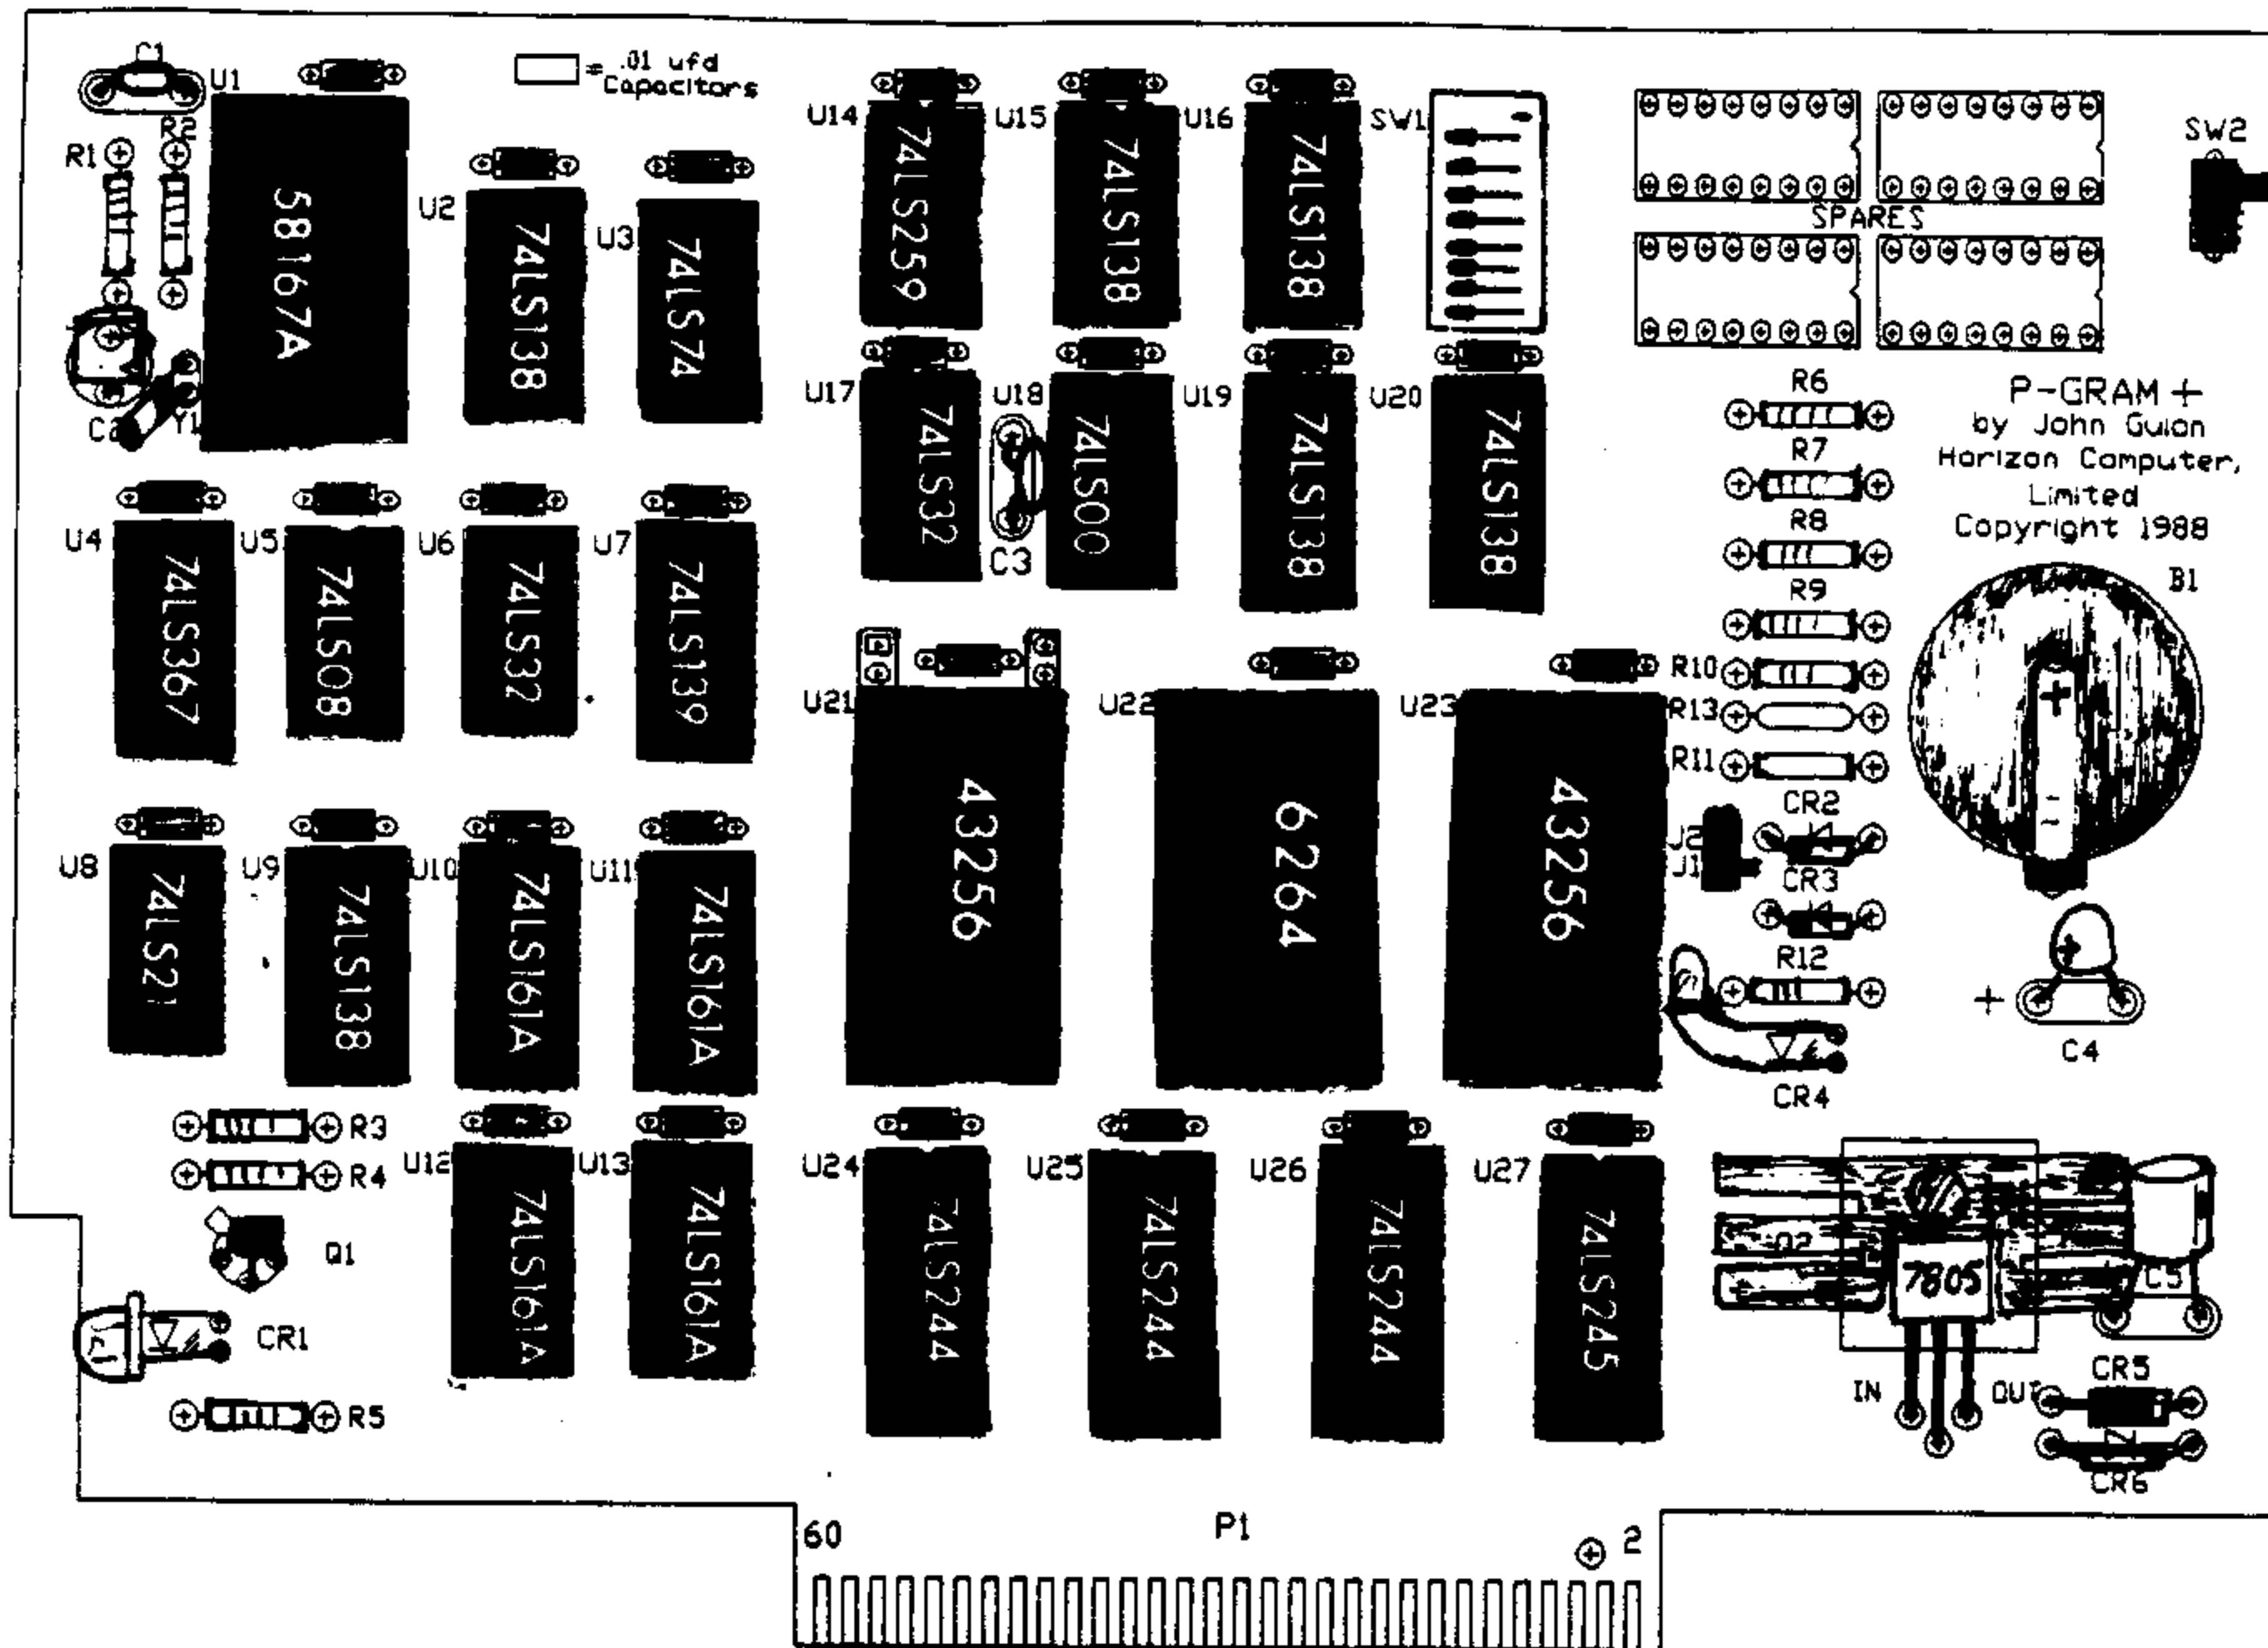 C1
U1
= .01 ufd
Capacitors
R1
R2
58167A
C2
Y1
U2
74LS138
U3
74LS74
U14
74LS259
U15
74LS138
U16
74LS138
SW1
SPARES
SW2
U17
74LS32
U18
74LS00
C3
U19
74LS138
U20
74LS138
R6
R7
R8
R9
R10
R13
R11
P-GRAM+
by John Guion
Horizon Computer,
Limited
Copyright 1988
B1
+
-
U4
74LS367
U5
74LS08
U6
74LS32
U7
74LS139
U8
74LS21
U9
74LS138
U10
74LS161A
U11
74LS161A
U21
43256
U22
6264
U23
43256
J2
J1
CR2
CR3
R12
CR4
+
+
C4
R3
R4
Q1
CR1
R5
U12
74LS161A
U13
74LS161A
U24
74LS244
U25
74LS244
U26
74LS244
U27
74LS245
Q2
7805
C5
IN
OUT
CR5
CR6
60
P1
2